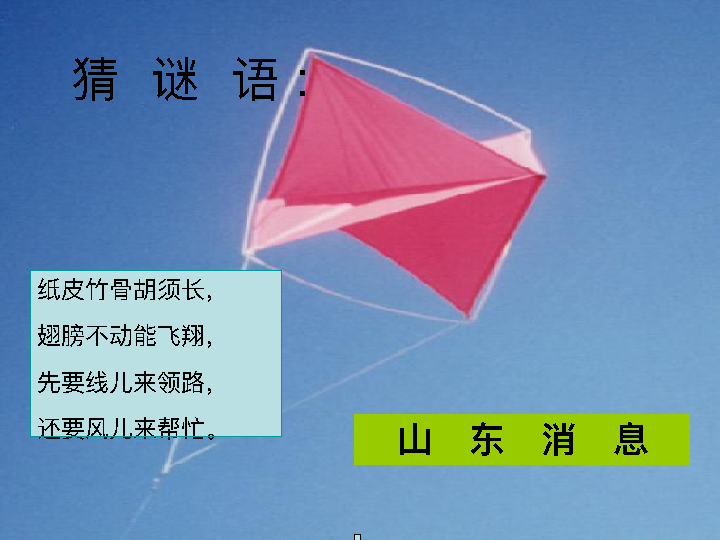 猜 谜 语：
纸皮竹骨胡须长，
翅膀不动能飞翔，
先要线儿来领路，
还要风儿来帮忙。
山 东 消 息